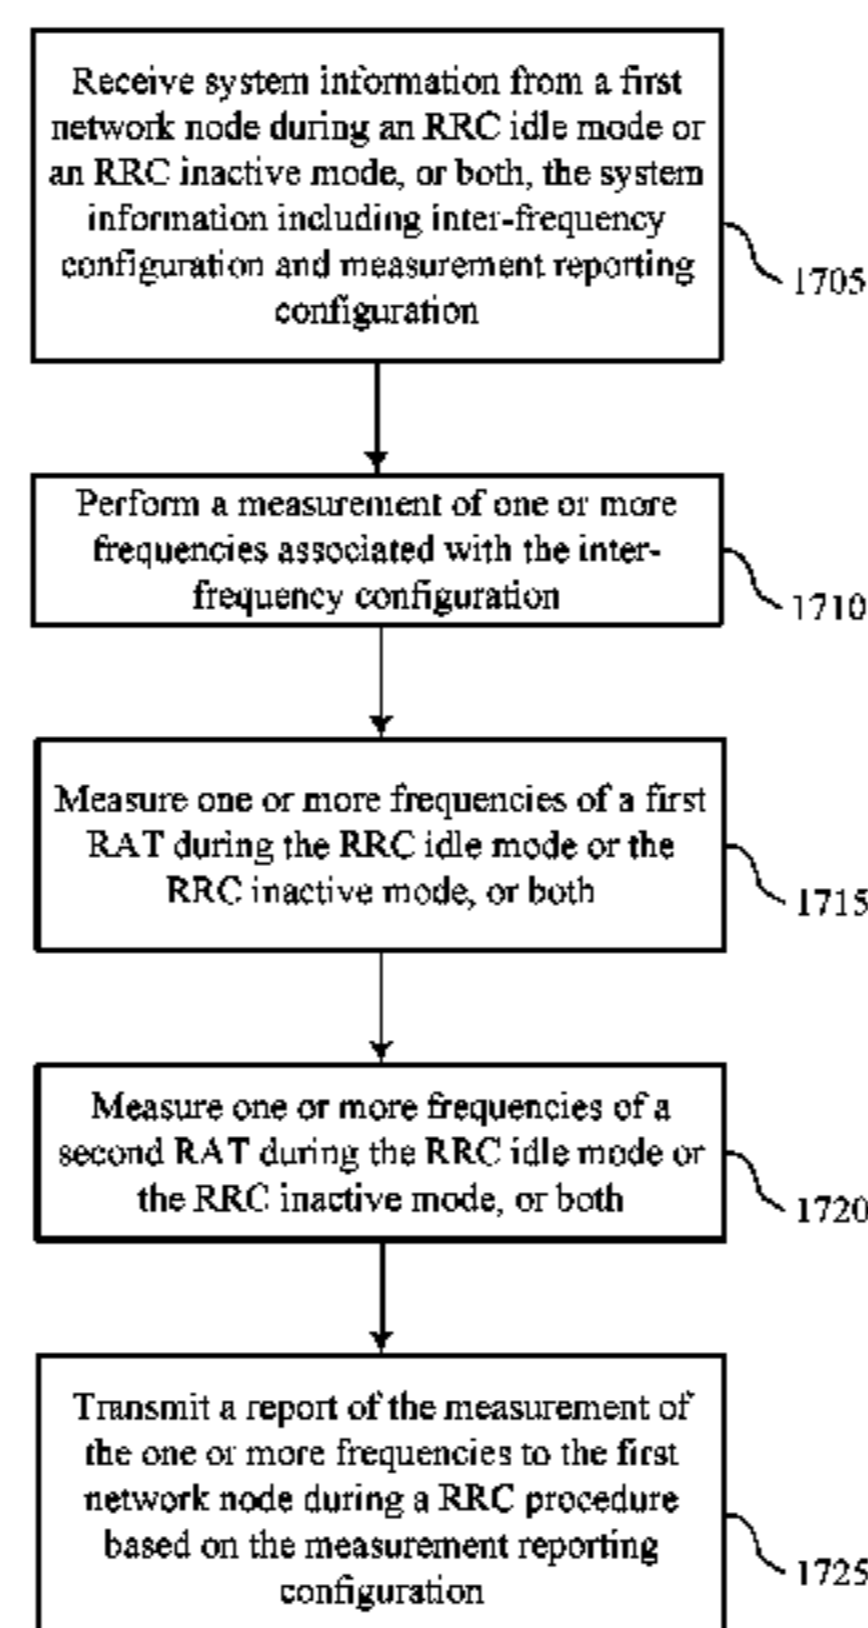 Receive system information from a first
network node during an RRC idle mode or
an RRC inactive mode, or both, the system
information including inter-frequency
configuration and measurement reporting
configuration
1705
Perform a measurement of one or more
frequencies associated with the inter-
frequency configuration
1710
Measure one or more frequencies of a first
RAT during the RRC idle mode or the
RRC inactive mode, or both
1715
Measure one or more frequencies of a
second RAT during the RRC idle mode or
the RRC inactive mode, or both
1720
Transmit a report of the measurement of
the one or more frequencies to the first
network node during a RRC procedure
based on the measurement reporting
configuration
1725